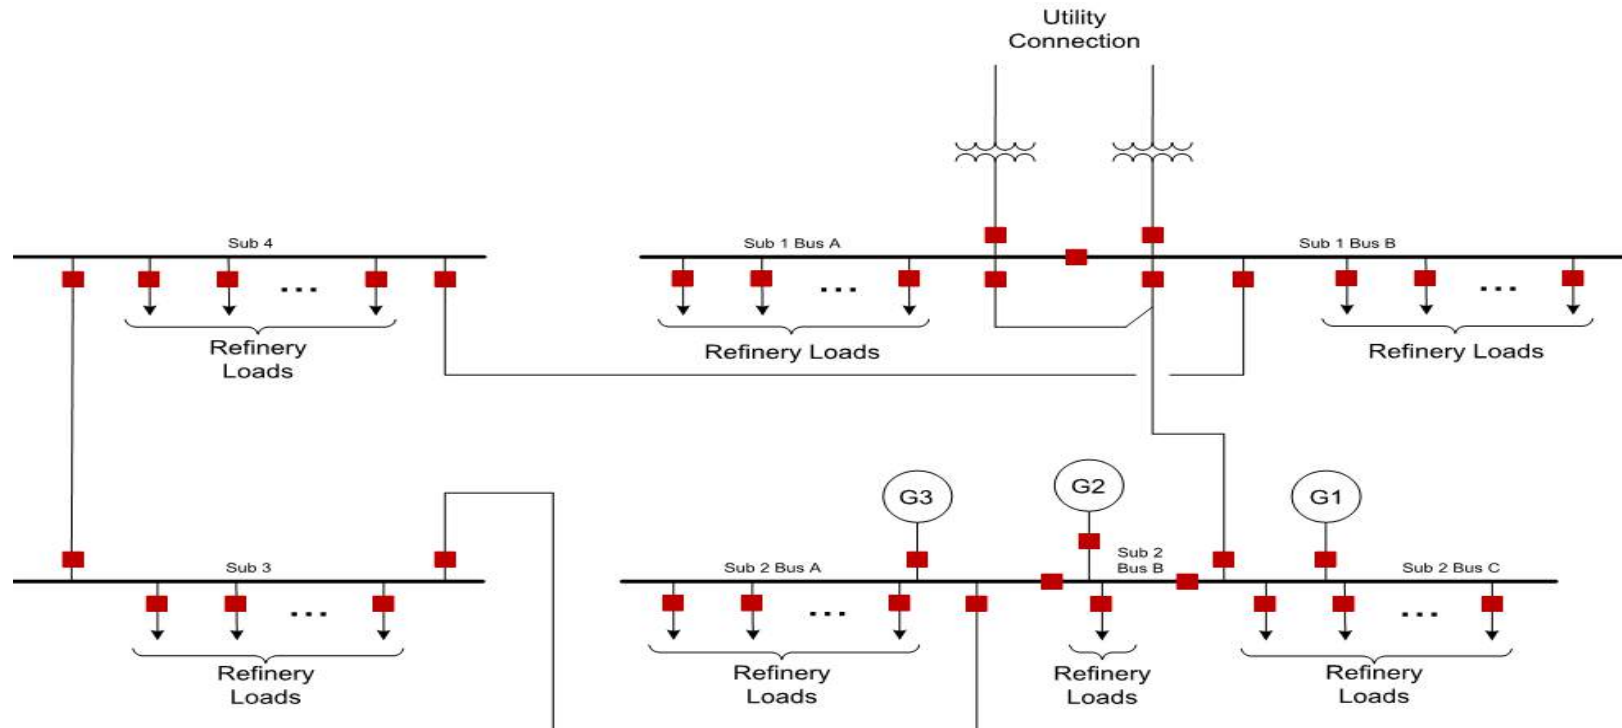 Utility
Connection
Sub 4
Sub 1 Bus A
Sub 1 Bus B
...
...
...
Refinery
Loads
Refinery Loads
Refinery Loads
G3
G2
G1
Sub 3
Sub 2 Bus A
Sub 2
Bus B
Sub 2 Bus C
...
...
...
Refinery
Loads
Refinery
Loads
Refinery
Loads
Refinery
Loads